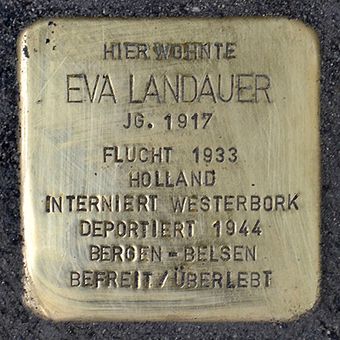 HIER WOHNTE
EVA LANDAUER
JG. 1917
FLUCHT 1933
HOLLAND
INTERNIERT WESTERBORK
DEPORTIERT 1944
BERGEN-BELSEN
BEFREIT/ÜBERLEBT